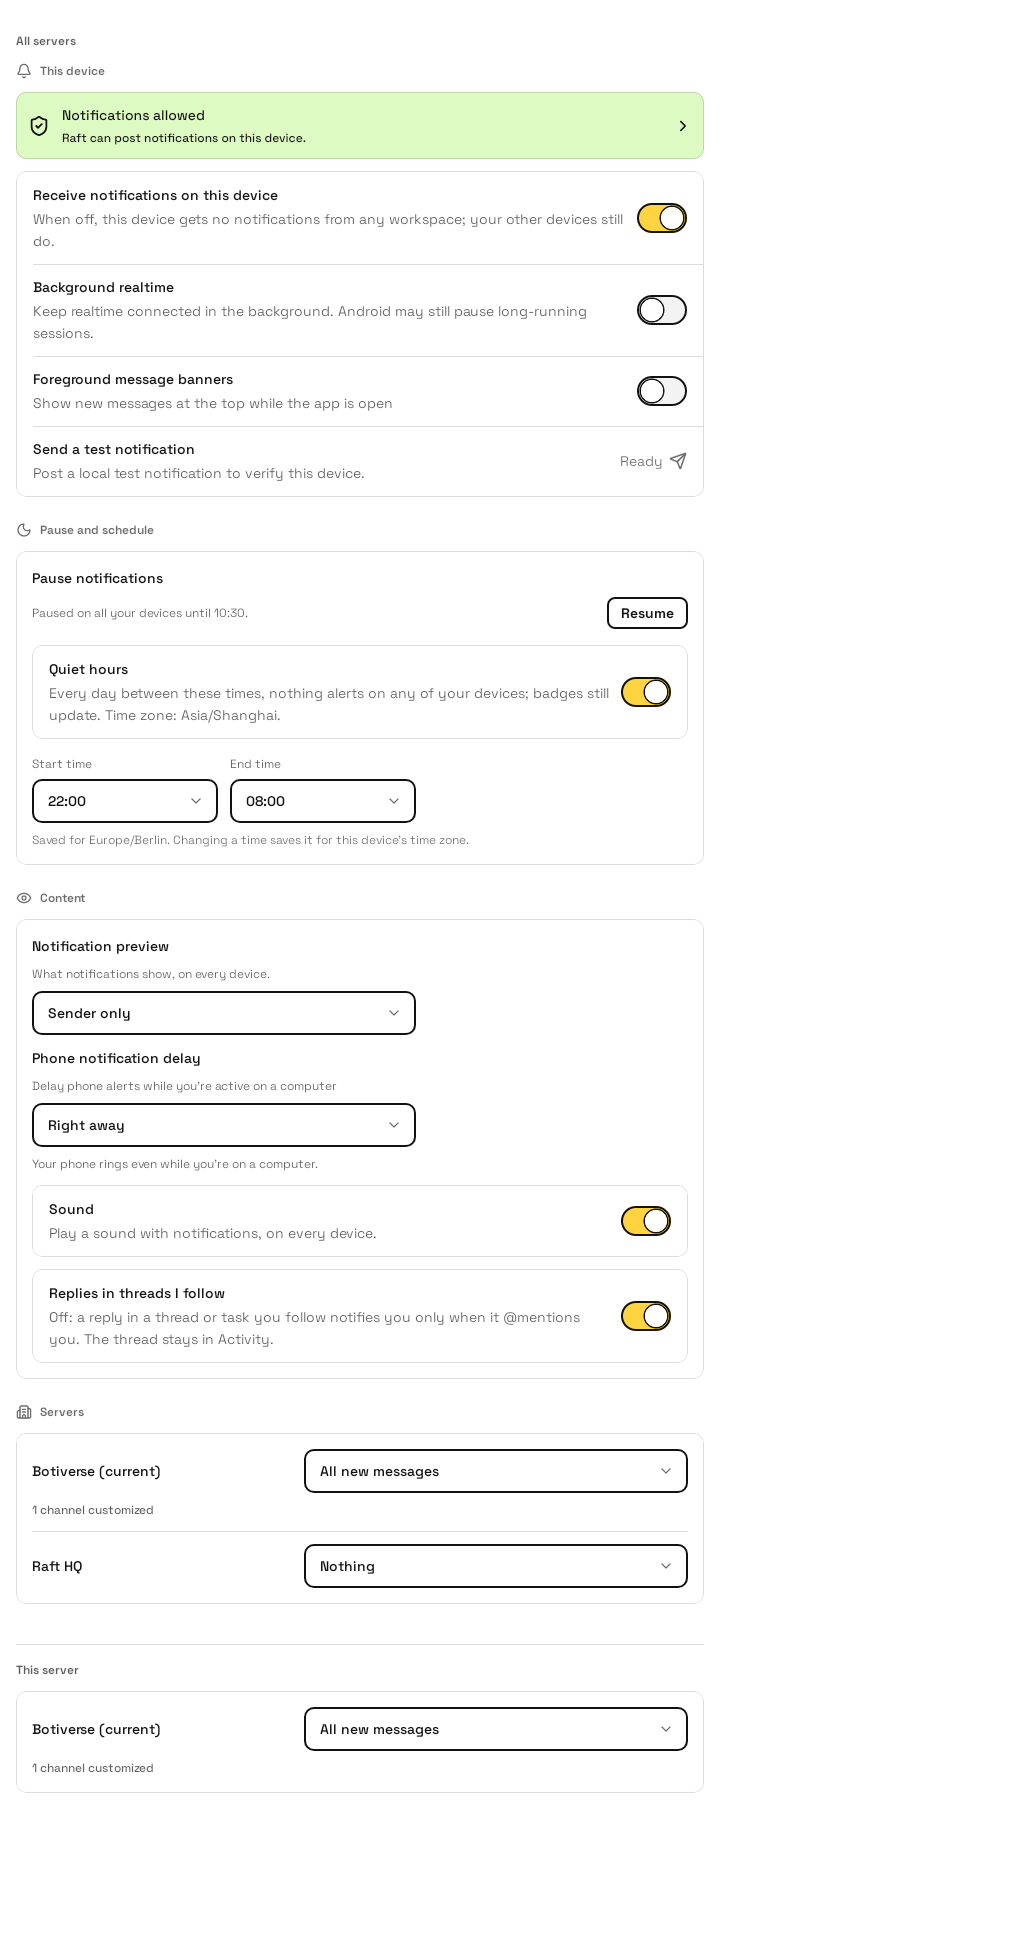 All servers
This device
Notifications allowed
Raft can post notifications on this device.
Receive notifications on this device
When off, this device gets no notifications from any workspace; your other devices still
do.
Background realtime
Keep realtime connected in the background. Android may still pause long-running
sessions.
Foreground message banners
Show new messages at the top while the app is open
Send a test notification
Post a local test notification to verify this device.
Ready
Pause and schedule
Pause notifications
Paused on all your devices until 10:30.
Resume
Quiet hours
Every day between these times, nothing alerts on any of your devices; badges still
update. Time zone: Asia/Shanghai.
Start time
End time
22:00
08:00
Saved for Europe/Berlin. Changing a time saves it for this device's time zone.
Content
Notification preview
What notifications show, on every device.
Sender only
Phone notification delay
Delay phone alerts while you're active on a computer
Right away
Your phone rings even while you're on a computer.
Sound
Play a sound with notifications, on every device.
Replies in threads I follow
Off: a reply in a thread or task you follow notifies you only when it @mentions
you. The thread stays in Activity.
Servers
Botiverse (current)
All new messages
1 channel customized
Raft HQ
Nothing
This server
Botiverse (current)
All new messages
1 channel customized